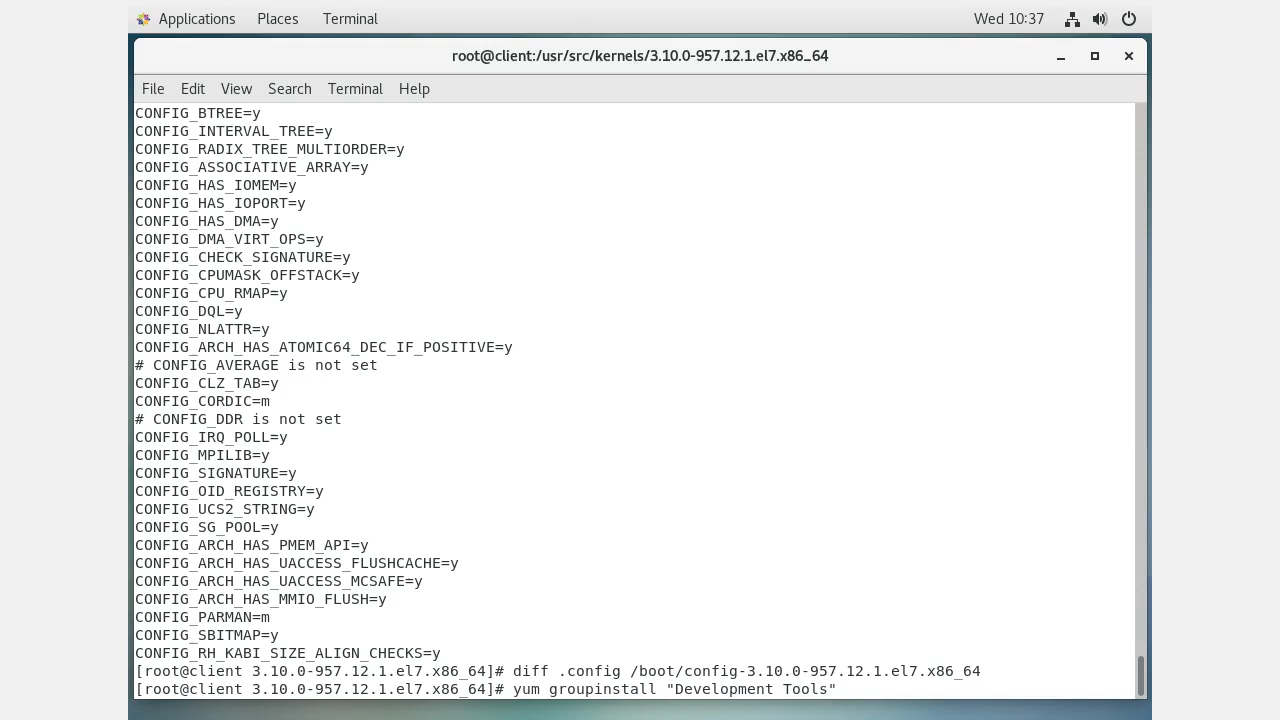 Applications Places Terminal Wed 10:37
root@client:/usr/src/kernels/3.10.0-957.12.1.el7.x86_64
File Edit View Search Terminal Help
CONFIG_BTREE=y
CONFIG_INTERVAL_TREE=y
CONFIG_RADIX_TREE_MULTIORDER=y
CONFIG_ASSOCIATIVE_ARRAY=y
CONFIG_HAS_IOMEM=y
CONFIG_HAS_IOPORT=y
CONFIG_HAS_DMA=y
CONFIG_DMA_VIRT_OPS=y
CONFIG_CHECK_SIGNATURE=y
CONFIG_CPUMASK_OFFSTACK=y
CONFIG_CPU_RMAP=y
CONFIG_DQL=y
CONFIG_NLATTR=y
CONFIG_ARCH_HAS_ATOMIC64_DEC_IF_POSITIVE=y
# CONFIG_AVERAGE is not set
CONFIG_CLZ_TAB=y
CONFIG_CORDIC=m
# CONFIG_DDR is not set
CONFIG_IRQ_POLL=y
CONFIG_MPILIB=y
CONFIG_SIGNATURE=y
CONFIG_OID_REGISTRY=y
CONFIG_UCS2_STRING=y
CONFIG_SG_POOL=y
CONFIG_ARCH_HAS_PMEM_API=y
CONFIG_ARCH_HAS_UACCESS_FLUSHCACHE=y
CONFIG_ARCH_HAS_UACCESS_MCSAFE=y
CONFIG_ARCH_HAS_MMIO_FLUSH=y
CONFIG_PARMAN=m
CONFIG_SBITMAP=y
CONFIG_RH_KABI_SIZE_ALIGN_CHECKS=y
[root@client 3.10.0-957.12.1.el7.x86_64]# diff .config /boot/config-3.10.0-957.12.1.el7.x86_64
[root@client 3.10.0-957.12.1.el7.x86_64]# yum groupinstall "Development Tools"